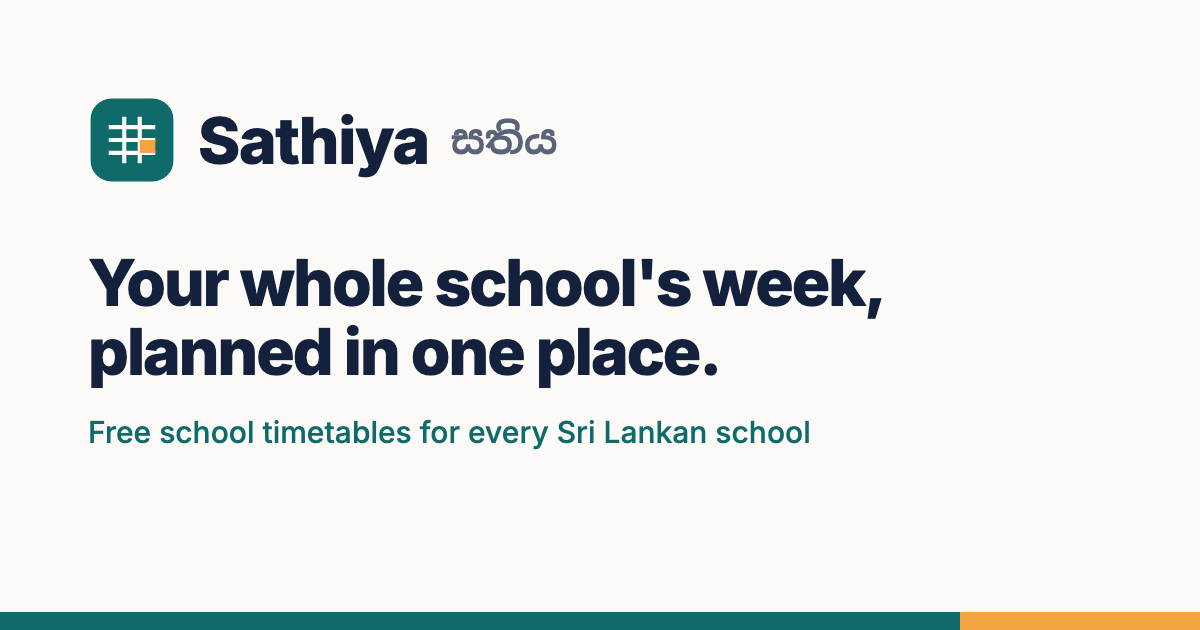 Sathiya සතිය
Your whole school's week,
planned in one place.
Free school timetables for every Sri Lankan school